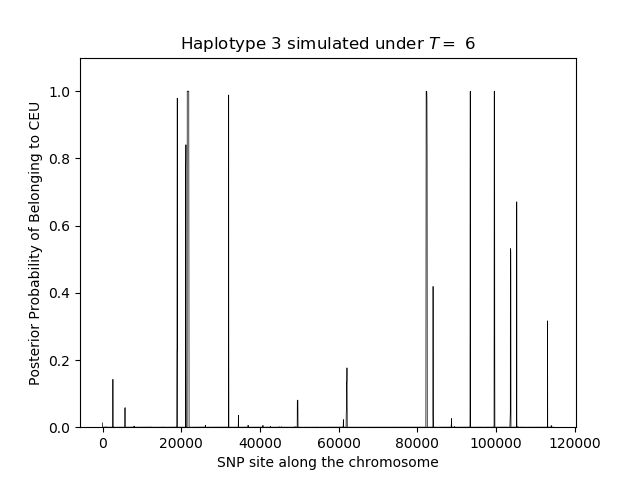 Haplotype 3 simulated under T = 6
Posterior Probability of Belonging to CEU
1.0
0.8
0.6
0.4
0.2
0.0
0 20000 40000 60000 80000 100000 120000
SNP site along the chromosome